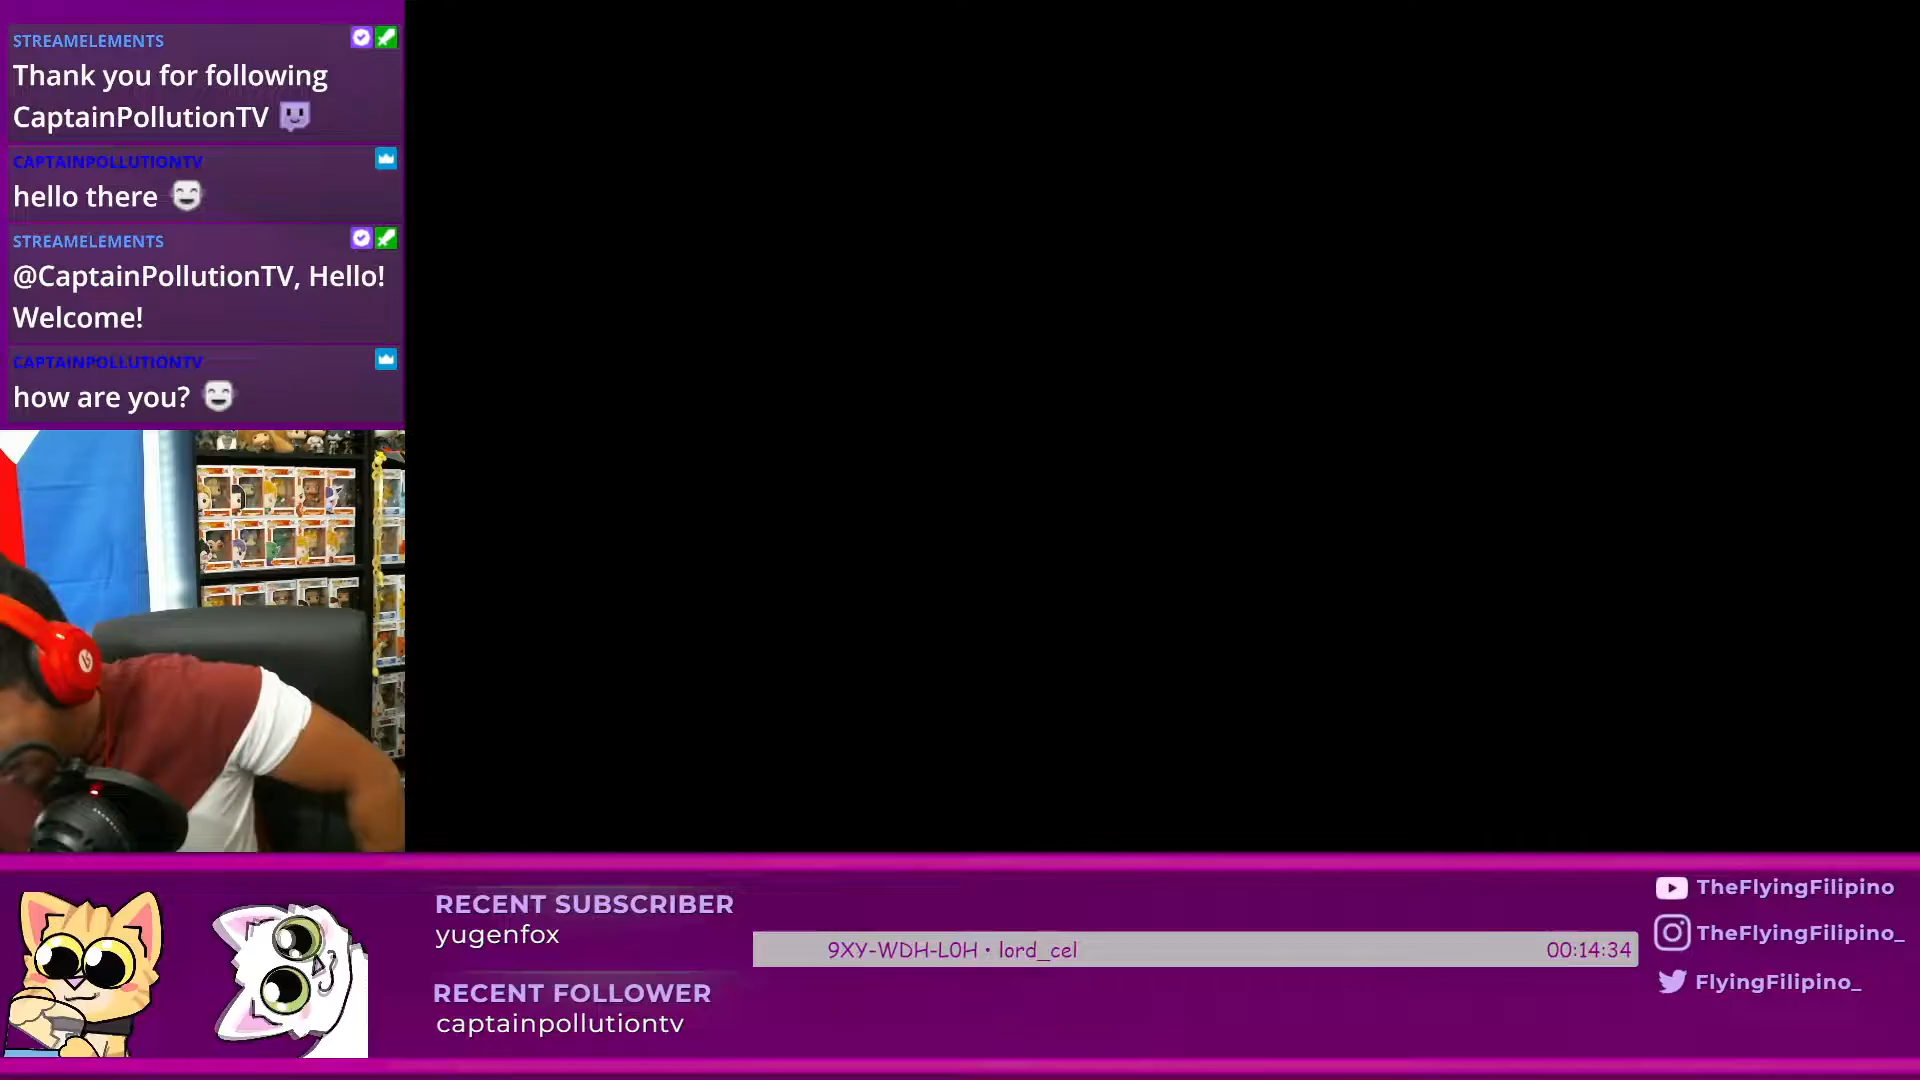 STREAMELEMENTS
Thank you for following
CaptainPollutionTV
CAPTAINPOLLUTIONTV
hello there
STREAMELEMENTS
@CaptainPollutionTV, Hello!
Welcome!
CAPTAINPOLLUTIONTV
how are you?
RECENT SUBSCRIBER
yugenfox
RECENT FOLLOWER
captainpollutiontv
9XY-WDH-L0H • lord_cel
00:14:34
TheFlyingFilipino
TheFlyingFilipino_
FlyingFilipino_